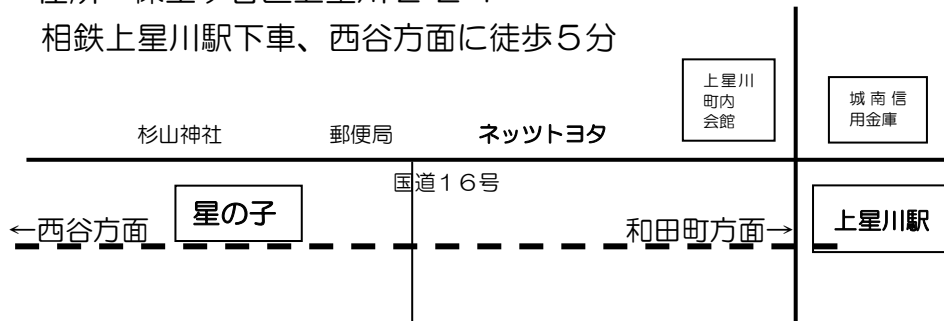 相鉄上星川駅下車、西谷方面に徒歩５分
上星川
町内
会館
城南信
用金庫
杉山神社
郵便局
ネッツトヨタ
国道１６号
星の子
←西谷方面
和田町方面→
上星川駅